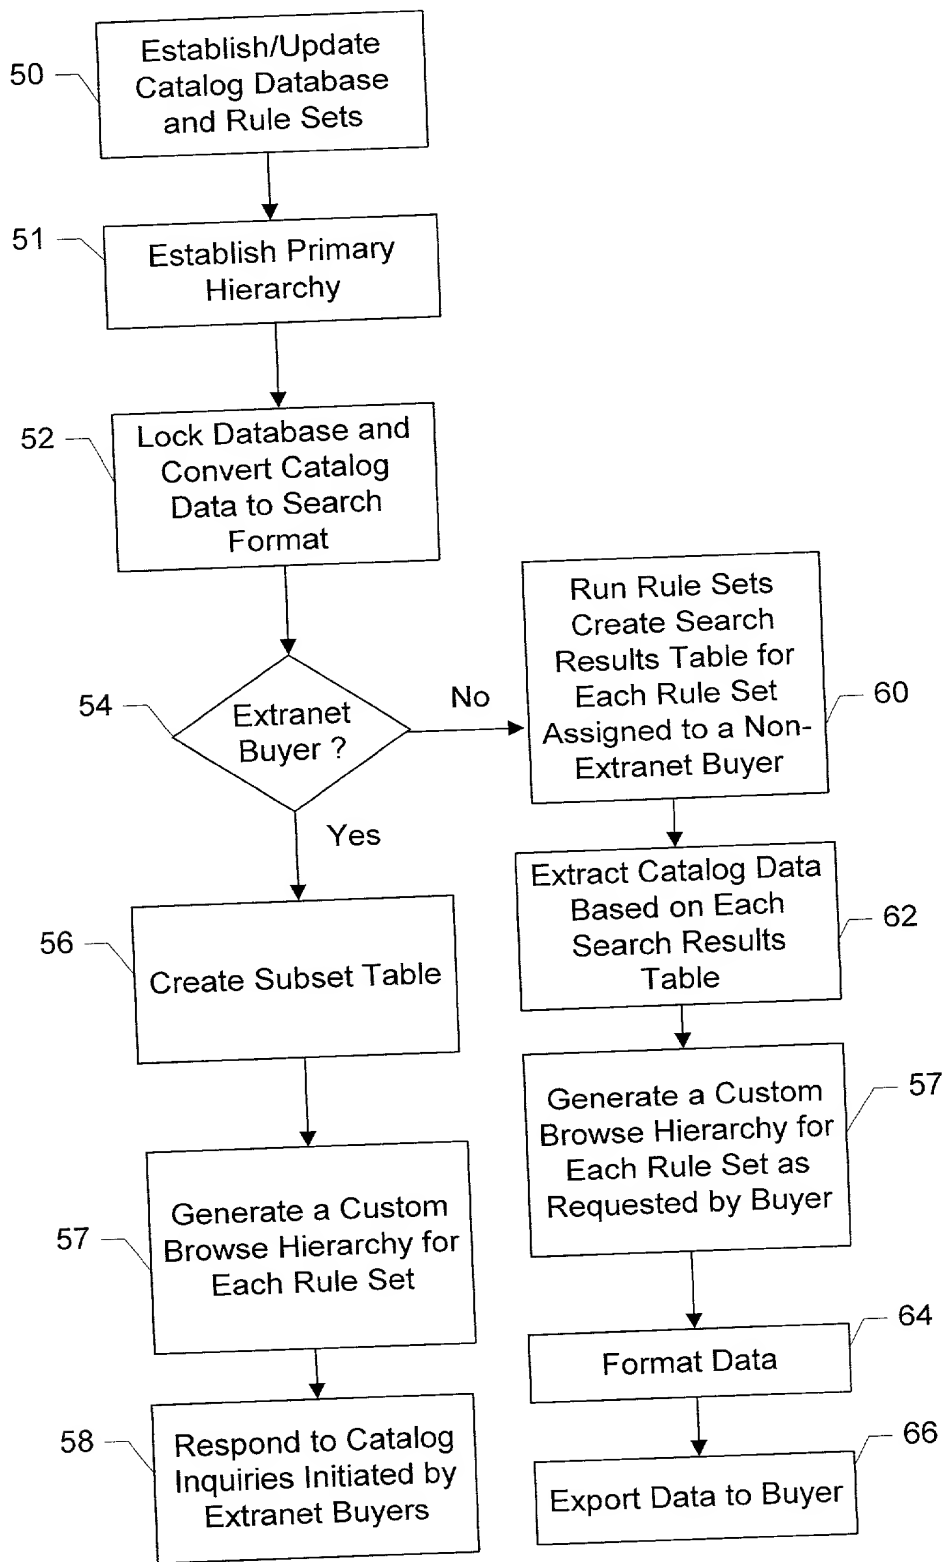 50
Establish/Update
Catalog Database
and Rule Sets
51
Establish Primary
Hierarchy
52
Lock Database and
Convert Catalog
Data to Search
Format
54
Extranet
Buyer ?
No
Yes
Run Rule Sets
Create Search
Results Table for
Each Rule Set
Assigned to a Non-
Extranet Buyer
60
Extract Catalog Data
Based on Each
Search Results
Table
62
56
Create Subset Table
Generate a Custom
Browse Hierarchy for
Each Rule Set as
Requested by Buyer
57
57
Generate a Custom
Browse Hierarchy for
Each Rule Set
Format Data
64
58
Respond to Catalog
Inquiries Initiated by
Extranet Buyers
Export Data to Buyer
66